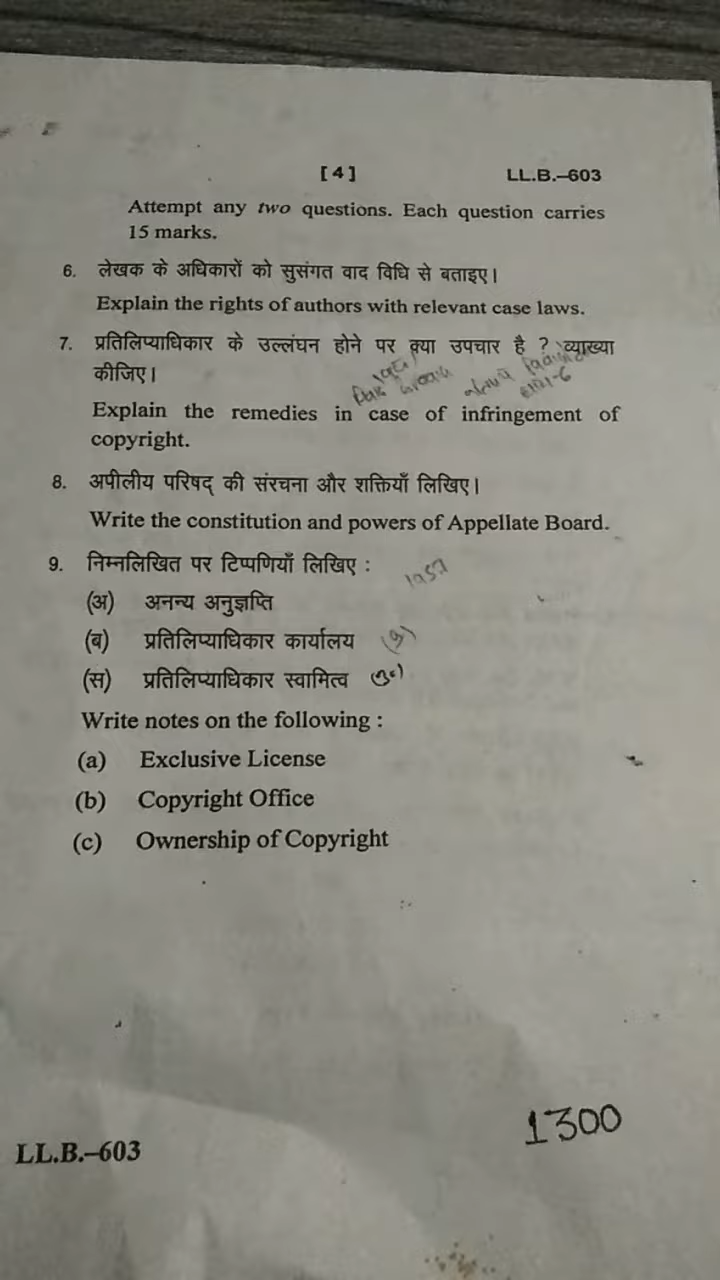 [4]
LL.B.–603
Attempt any two questions. Each question carries
15 marks.
6. लेखक के अधिकारों को सुसंगत वाद विधि से बताइए।
Explain the rights of authors with relevant case laws.
7. प्रतिलिप्याधिकार के उल्लंघन होने पर क्या उपचार है ? व्याख्या
कीजिए।
Explain the remedies in case of infringement of
copyright.
8. अपीलीय परिषद् की संरचना और शक्तियाँ लिखिए।
Write the constitution and powers of Appellate Board.
9. निम्नलिखित पर टिप्पणियाँ लिखिए :
1957
(अ) अनन्य अनुज्ञप्ति
(ब) प्रतिलिप्याधिकार कार्यालय
(स) प्रतिलिप्याधिकार स्वामित्व
Write notes on the following :
(a) Exclusive License
(b) Copyright Office
(c) Ownership of Copyright
1300
LL.B.–603